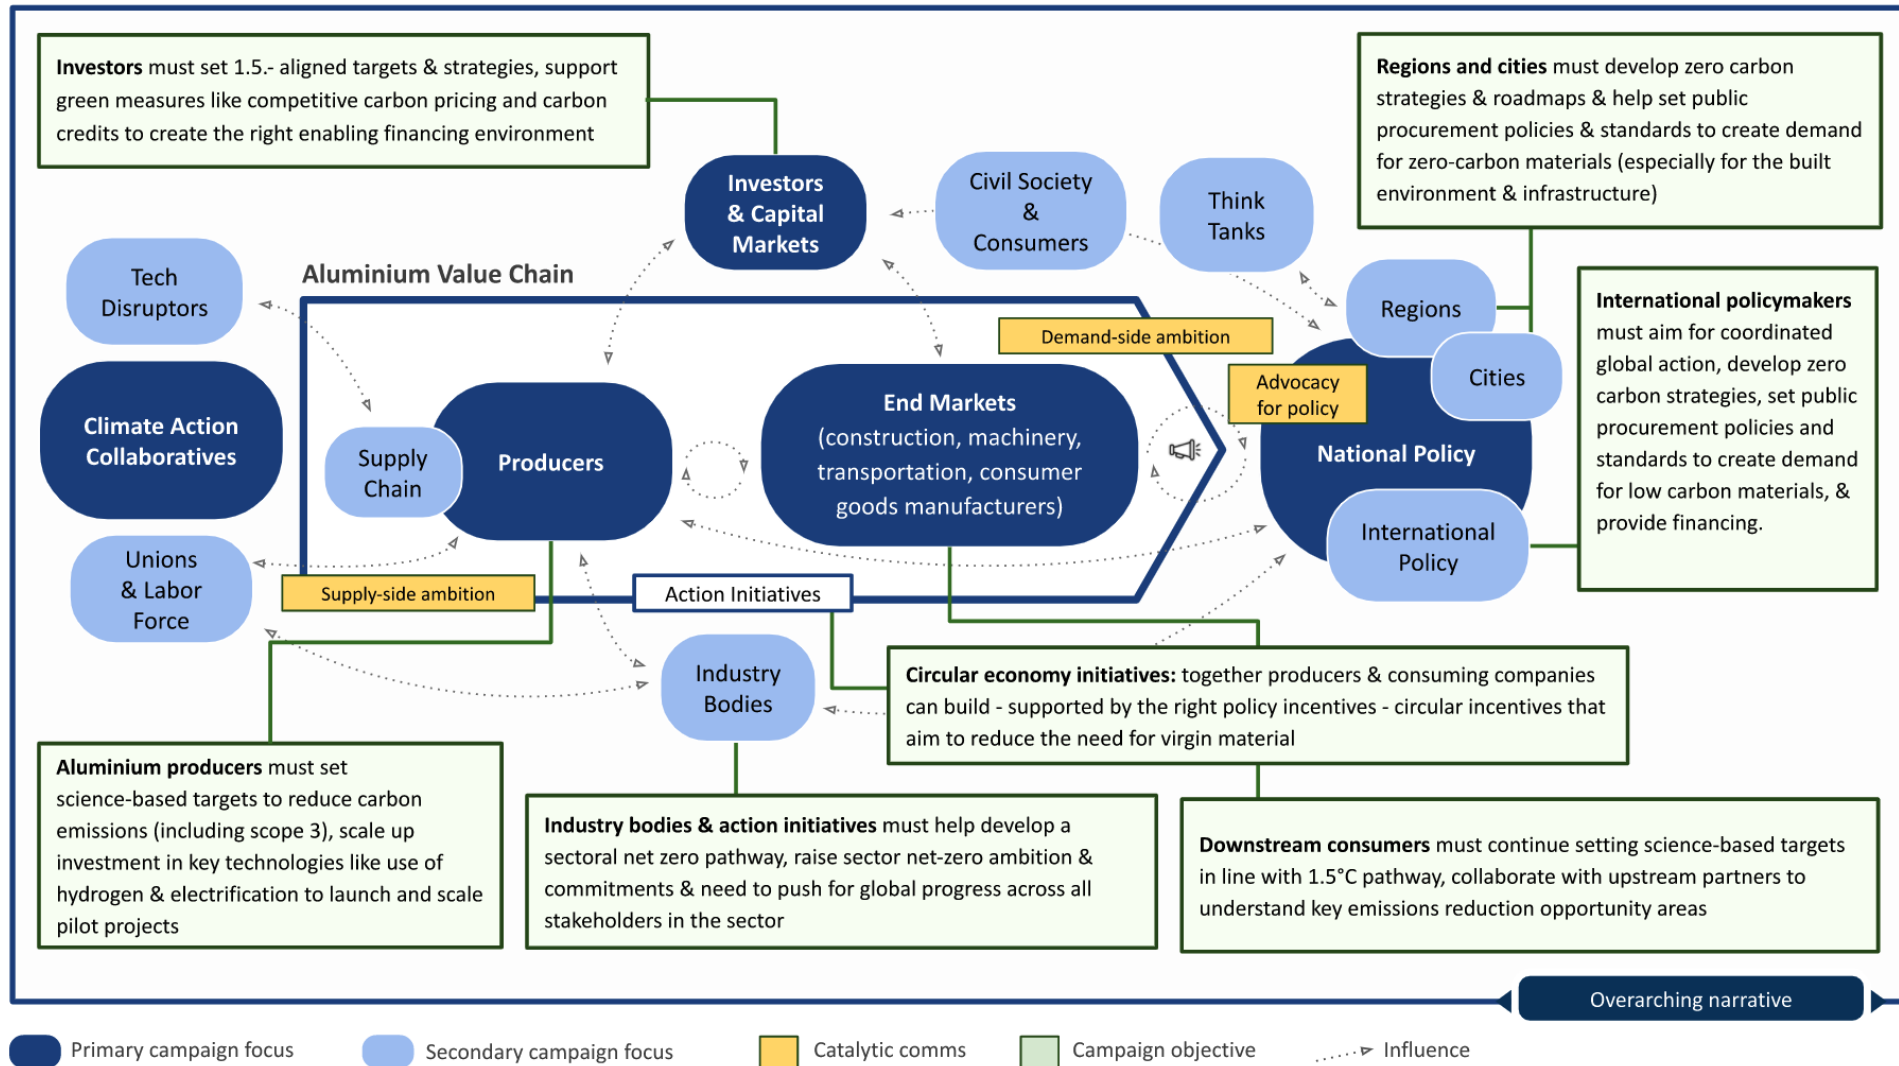 Investors must set 1.5.- aligned targets & strategies, support
green measures like competitive carbon pricing and carbon
credits to create the right enabling financing environment
Regions and cities must develop zero carbon
strategies & roadmaps & help set public
procurement policies & standards to create demand
for zero-carbon materials (especially for the built
environment & infrastructure)
Investors
& Capital
Markets
Civil Society
&
Consumers
Think
Tanks
Tech
Disruptors
Aluminium Value Chain
Regions
Cities
International policymakers
must aim for coordinated
global action, develop zero
carbon strategies, set public
procurement policies and
standards to create demand
for low carbon materials, &
provide financing.
Demand-side ambition
Advocacy
for policy
Climate Action
Collaboratives
Supply
Chain
Producers
End Markets
(construction, machinery,
transportation, consumer
goods manufacturers)
National Policy
International
Policy
Unions
& Labor
Force
Supply-side ambition
Action Initiatives
Industry
Bodies
Circular economy initiatives: together producers & consuming companies
can build - supported by the right policy incentives - circular incentives that
aim to reduce the need for virgin material
Aluminium producers must set
science-based targets to reduce carbon
emissions (including scope 3), scale up
investment in key technologies like use of
hydrogen & electrification to launch and scale
pilot projects
Industry bodies & action initiatives must help develop a
sectoral net zero pathway, raise sector net-zero ambition &
commitments & need to push for global progress across all
stakeholders in the sector
Downstream consumers must continue setting science-based targets
in line with 1.5°C pathway, collaborate with upstream partners to
understand key emissions reduction opportunity areas
Overarching narrative
Primary campaign focus
Secondary campaign focus
Catalytic comms
Campaign objective
Influence